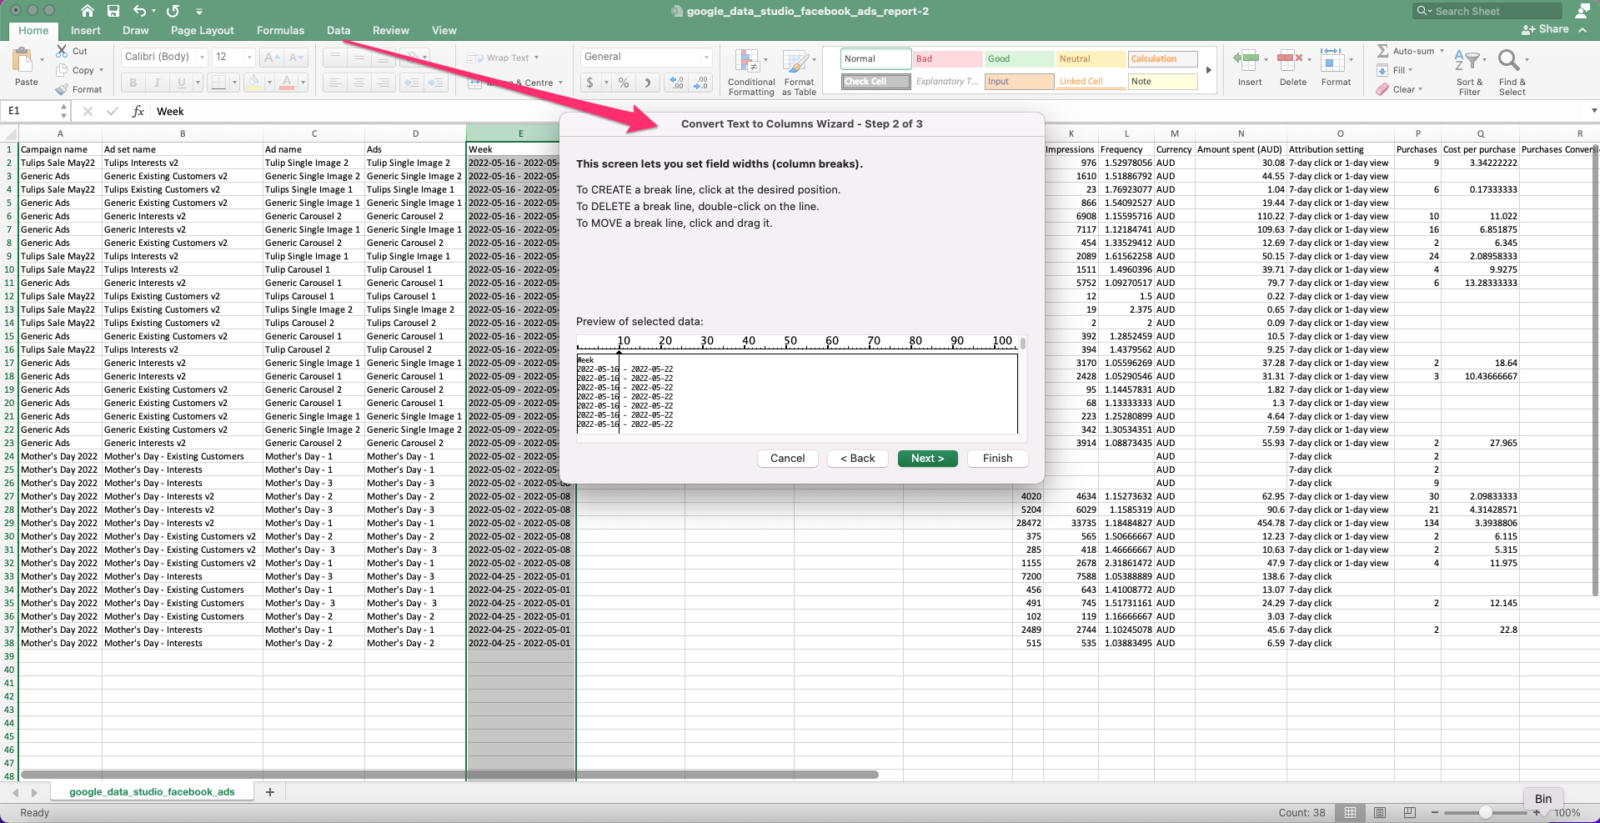 google_data_studio_facebook_ads_report-2
Search Sheet
Home Insert Draw Page Layout Formulas Data Review View
Share
Paste
Cut
Copy
Format
Calibri (Body) 12
B I U
Wrap Text
& Centre
General
$ %
Conditional Formatting
Format as Table
Normal Bad Good Neutral Calculation
Check Cell Explanatory T... Input Linked Cell Note
Insert Delete Format
Auto-sum
Fill
Clear
Sort & Filter
Find & Select
E1 fx Week
A B C D E K L M N O P Q R
1 Campaign name Ad set name Ad name Ads Week Impressions Frequency Currency Amount spent (AUD) Attribution setting Purchases Cost per purchase Purchases Conver
2 Tulips Sale May22 Tulips Interests v2 Tulip Single Image 2 Tulip Single Image 2 2022-05-16 - 2022-05- 976 1.52978056 AUD 30.08 7-day click or 1-day view 9 3.34222222
3 Generic Ads Generic Existing Customers v2 Generic Single Image 2 Generic Single Image 2 2022-05-16 - 2022-05- 1610 1.51886792 AUD 44.55 7-day click or 1-day view
4 Tulips Sale May22 Tulips Existing Customers v2 Tulips Single Image 1 Tulips Single Image 1 2022-05-16 - 2022-05- 23 1.76923077 AUD 1.04 7-day click or 1-day view 6 0.17333333
5 Generic Ads Generic Existing Customers v2 Generic Single Image 1 Generic Single Image 1 2022-05-16 - 2022-05- 866 1.54092527 AUD 19.44 7-day click or 1-day view
6 Generic Ads Generic Interests v2 Generic Carousel 2 Generic Carousel 2 2022-05-16 - 2022-05- 6908 1.15595716 AUD 110.22 7-day click or 1-day view 10 11.022
7 Generic Ads Generic Interests v2 Generic Single Image 1 Generic Single Image 1 2022-05-16 - 2022-05- 7117 1.12184741 AUD 109.63 7-day click or 1-day view 16 6.851875
8 Generic Ads Generic Existing Customers v2 Generic Carousel 2 Generic Carousel 2 2022-05-16 - 2022-05- 454 1.33529412 AUD 12.69 7-day click or 1-day view 2 6.345
9 Tulips Sale May22 Tulips Interests v2 Tulip Single Image 1 Tulip Single Image 1 2022-05-16 - 2022-05- 2089 1.61562258 AUD 50.15 7-day click or 1-day view 24 2.08958333
10 Tulips Sale May22 Tulips Interests v2 Tulip Carousel 1 Tulip Carousel 1 2022-05-16 - 2022-05- 1511 1.4960396 AUD 39.71 7-day click or 1-day view 4 9.9275
11 Generic Ads Generic Interests v2 Generic Carousel 1 Generic Carousel 1 2022-05-16 - 2022-05- 5752 1.09270517 AUD 79.7 7-day click or 1-day view 6 13.28333333
12 Tulips Sale May22 Tulips Existing Customers v2 Tulips Carousel 1 Tulips Carousel 1 2022-05-16 - 2022-05- 12 1.5 AUD 0.22 7-day click or 1-day view
13 Tulips Sale May22 Tulips Existing Customers v2 Tulips Single Image 2 Tulips Single Image 2 2022-05-16 - 2022-05- 19 2.375 AUD 0.65 7-day click or 1-day view
14 Tulips Sale May22 Tulips Existing Customers v2 Tulips Carousel 2 Tulips Carousel 2 2022-05-16 - 2022-05- 2 2 AUD 0.09 7-day click or 1-day view
15 Generic Ads Generic Existing Customers v2 Generic Carousel 1 Generic Carousel 1 2022-05-16 - 2022-05- 392 1.2852459 AUD 10.5 7-day click or 1-day view
16 Tulips Sale May22 Tulips Interests v2 Tulip Carousel 2 Tulip Carousel 2 2022-05-16 - 2022-05- 394 1.4379562 AUD 9.25 7-day click or 1-day view
17 Generic Ads Generic Interests v2 Generic Single Image 1 Generic Single Image 1 2022-05-09 - 2022-05- 3170 1.05596269 AUD 37.28 7-day click or 1-day view 2 18.64
18 Generic Ads Generic Interests v2 Generic Carousel 1 Generic Carousel 1 2022-05-09 - 2022-05- 2428 1.05290546 AUD 31.31 7-day click or 1-day view 3 10.43666667
19 Generic Ads Generic Existing Customers v2 Generic Carousel 2 Generic Carousel 2 2022-05-09 - 2022-05- 95 1.14457831 AUD 1.82 7-day click or 1-day view
20 Generic Ads Generic Existing Customers v2 Generic Carousel 1 Generic Carousel 1 2022-05-09 - 2022-05- 68 1.13333333 AUD 1.3 7-day click or 1-day view
21 Generic Ads Generic Existing Customers v2 Generic Single Image 1 Generic Single Image 1 2022-05-09 - 2022-05- 223 1.25280899 AUD 4.64 7-day click or 1-day view
22 Generic Ads Generic Existing Customers v2 Generic Single Image 2 Generic Single Image 2 2022-05-09 - 2022-05- 342 1.30534351 AUD 7.59 7-day click or 1-day view
23 Generic Ads Generic Interests v2 Generic Carousel 2 Generic Carousel 2 2022-05-09 - 2022-05- 3914 1.08873435 AUD 55.93 7-day click or 1-day view 2 27.965
24 Mother's Day 2022 Mother's Day - Existing Customers Mother's Day - 1 Mother's Day - 1 2022-05-02 - 2022-05- AUD 7-day click 2
25 Mother's Day 2022 Mother's Day - Interests Mother's Day - 1 Mother's Day - 1 2022-05-02 - 2022-05- AUD 7-day click 2
26 Mother's Day 2022 Mother's Day - Interests Mother's Day - 3 Mother's Day - 3 2022-05-02 - 2022-05-08 AUD 7-day click 9
27 Mother's Day 2022 Mother's Day - Interests v2 Mother's Day - 2 Mother's Day - 2 2022-05-02 - 2022-05-08 4020 4634 1.15273632 AUD 62.95 7-day click or 1-day view 30 2.09833333
28 Mother's Day 2022 Mother's Day - Interests v2 Mother's Day - 3 Mother's Day - 3 2022-05-02 - 2022-05-08 5204 6029 1.1585319 AUD 90.6 7-day click or 1-day view 21 4.31428571
29 Mother's Day 2022 Mother's Day - Interests v2 Mother's Day - 1 Mother's Day - 1 2022-05-02 - 2022-05-08 28472 33735 1.18484827 AUD 454.78 7-day click or 1-day view 134 3.3938806
30 Mother's Day 2022 Mother's Day - Existing Customers v2 Mother's Day - 2 Mother's Day - 2 2022-05-02 - 2022-05-08 375 565 1.50666667 AUD 12.23 7-day click or 1-day view 2 6.115
31 Mother's Day 2022 Mother's Day - Existing Customers v2 Mother's Day - 3 Mother's Day - 3 2022-05-02 - 2022-05-08 285 418 1.46666667 AUD 10.63 7-day click or 1-day view 2 5.315
32 Mother's Day 2022 Mother's Day - Existing Customers v2 Mother's Day - 1 Mother's Day - 1 2022-05-02 - 2022-05-08 1155 2678 2.31861472 AUD 47.9 7-day click or 1-day view 4 11.975
33 Mother's Day 2022 Mother's Day - Interests Mother's Day - 3 Mother's Day - 3 2022-04-25 - 2022-05-01 7200 7588 1.05388889 AUD 138.6 7-day click
34 Mother's Day 2022 Mother's Day - Existing Customers Mother's Day - 1 Mother's Day - 1 2022-04-25 - 2022-05-01 456 643 1.41008772 AUD 13.07 7-day click
35 Mother's Day 2022 Mother's Day - Existing Customers Mother's Day - 3 Mother's Day - 3 2022-04-25 - 2022-05-01 491 745 1.51731161 AUD 24.29 7-day click 2 12.145
36 Mother's Day 2022 Mother's Day - Existing Customers Mother's Day - 2 Mother's Day - 2 2022-04-25 - 2022-05-01 102 119 1.16666667 AUD 3.03 7-day click
37 Mother's Day 2022 Mother's Day - Interests Mother's Day - 1 Mother's Day - 1 2022-04-25 - 2022-05-01 2489 2744 1.10245078 AUD 45.6 7-day click 2 22.8
38 Mother's Day 2022 Mother's Day - Interests Mother's Day - 2 Mother's Day - 2 2022-04-25 - 2022-05-01 515 535 1.03883495 AUD 6.59 7-day click
39
40
41
42
43
44
45
46
47
48
Convert Text to Columns Wizard - Step 2 of 3
This screen lets you set field widths (column breaks).
To CREATE a break line, click at the desired position.
To DELETE a break line, double-click on the line.
To MOVE a break line, click and drag it.
Preview of selected data:
10 20 30 40 50 60 70 80 90 100
Week
2022-05-16 - 2022-05-22
2022-05-16 - 2022-05-22
2022-05-16 - 2022-05-22
2022-05-16 - 2022-05-22
2022-05-16 - 2022-05-22
2022-05-16 - 2022-05-22
2022-05-16 - 2022-05-22
Cancel < Back Next > Finish
google_data_studio_facebook_ads +
Ready
Count: 38
Bin
100%